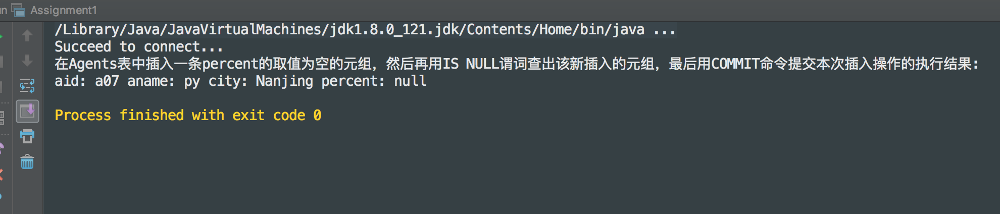 un Assignment1
/Library/Java/JavaVirtualMachines/jdk1.8.0_121.jdk/Contents/Home/bin/java ...
Succeed to connect...
在Agents表中插入一条percent的取值为空的元组，然后再用IS NULL谓词查出该新插入的元组，最后用COMMIT命令提交本次插入操作的执行结果：
aid: a07 aname: py city: Nanjing percent: null
Process finished with exit code 0